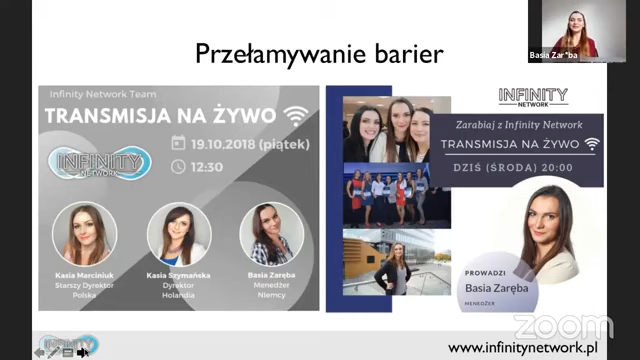 Przełamywanie barier
Basia Zar*ba
Infinity Network Team
TRANSMISJA NA ŻYWO
19.10.2018 (piątek)
12:30
INFINITY
NETWORK
Kasia Marciniuk
Starszy Dyrektor
Polska
Kasia Szymańska
Dyrektor
Holandia
Basia Zaręba
Menedżer
Niemcy
INFINITY
NETWORK
Zarabiaj z Infinity Network
TRANSMISJA NA ŻYWO
DZIŚ (ŚRODA) 20:00
PROWADZI
Basia Zaręba
MENEDŻER
INFINITY
NETWORK
zoom
www.infinitynetwork.pl